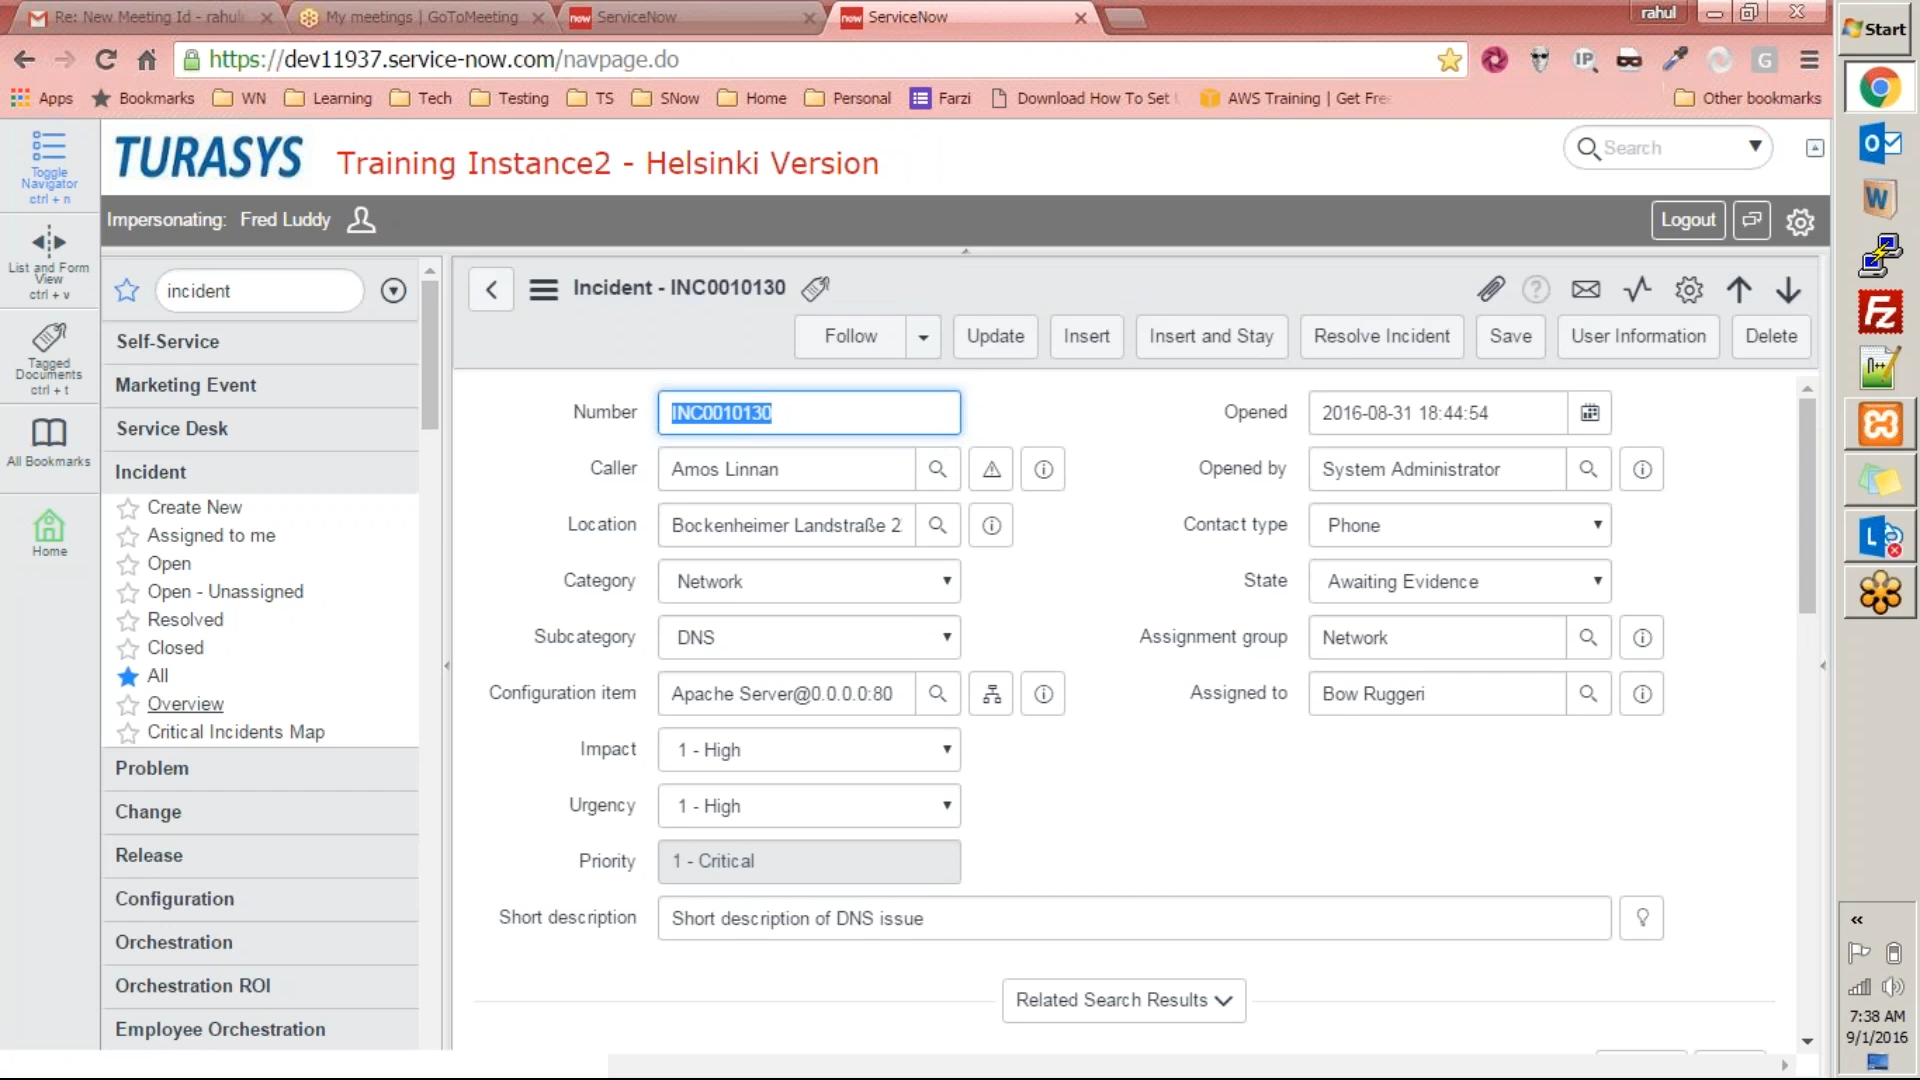 Re: New Meeting Id - rahul
My meetings | GoToMeeting
ServiceNow
ServiceNow
rahul
https://dev11937.service-now.com/navpage.do
Apps
Bookmarks
WN
Learning
Tech
Testing
TS
SNow
Home
Personal
Farzi
Download How To Set
AWS Training | Get Fre
Other bookmarks
Start
TURASYS
Training Instance2 - Helsinki Version
Search
Impersonating: Fred Luddy
Logout
Toggle
Navigator
ctrl + n
List and Form
View
ctrl + v
Tagged
Documents
ctrl + t
All Bookmarks
Home
incident
Self-Service
Marketing Event
Service Desk
Incident
Create New
Assigned to me
Open
Open - Unassigned
Resolved
Closed
All
Overview
Critical Incidents Map
Problem
Change
Release
Configuration
Orchestration
Orchestration ROI
Employee Orchestration
Incident - INC0010130
Follow
Update
Insert
Insert and Stay
Resolve Incident
Save
User Information
Delete
Number INC0010130
Caller Amos Linnan
Location Bockenheimer Landstraße 2
Category Network
Subcategory DNS
Configuration item Apache Server@0.0.0.0:80
Impact 1 - High
Urgency 1 - High
Priority 1 - Critical
Short description Short description of DNS issue
Opened 2016-08-31 18:44:54
Opened by System Administrator
Contact type Phone
State Awaiting Evidence
Assignment group Network
Assigned to Bow Ruggeri
Related Search Results
7:38 AM
9/1/2016